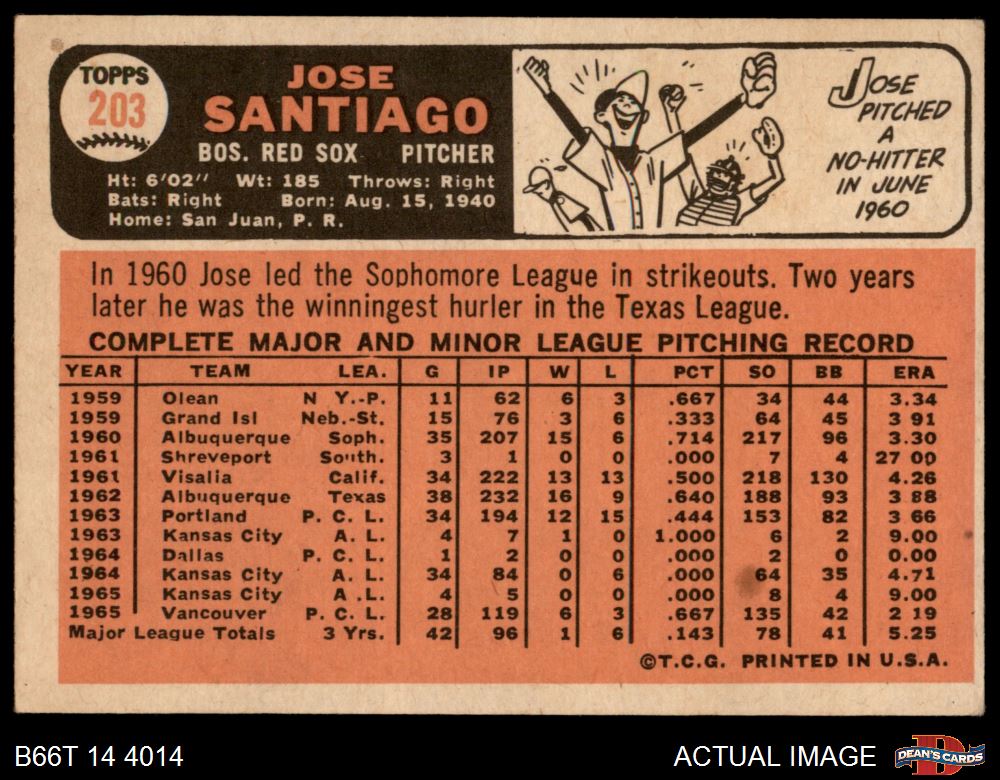 TOPPS
203
JOSE
SANTIAGO
BOS. RED SOX PITCHER
Ht: 6'02" Wt: 185 Throws: Right
Bats: Right Born: Aug. 15, 1940
Home: San Juan, P. R.
JOSE
PITCHED
A
NO-HITTER
IN JUNE
1960
In 1960 Jose led the Sophomore League in strikeouts. Two years
later he was the winningest hurler in the Texas League.
COMPLETE MAJOR AND MINOR LEAGUE PITCHING RECORD
YEAR TEAM LEA. G IP W L PCT SO BB ERA
1959 Olean N Y.-P. 11 62 6 3 .667 34 44 3.34
1959 Grand Isl Neb.-St. 15 76 3 6 .333 64 45 3 91
1960 Albuquerque Soph. 35 207 15 6 .714 217 96 3.30
1961 Shreveport South. 3 1 0 0 .000 7 4 27 00
1961 Visalia Calif. 34 222 13 13 .500 218 130 4.26
1962 Albuquerque Texas 38 232 16 9 .640 188 93 3 88
1963 Portland P. C. L. 34 194 12 15 .444 153 82 3 66
1963 Kansas City A. L. 4 7 1 0 1.000 6 2 9.00
1964 Dallas P. C. L. 1 2 0 0 .000 2 0 0.00
1964 Kansas City A. L. 34 84 0 6 .000 64 35 4.71
1965 Kansas City A .L. 4 5 0 0 .000 8 4 9.00
1965 Vancouver P. C. L. 28 119 6 3 .667 135 42 2 19
Major League Totals 3 Yrs. 42 96 1 6 .143 78 41 5.25
©T.C.G. PRINTED IN U.S.A.
B66T 14 4014 ACTUAL IMAGE DEAN'S CARDS